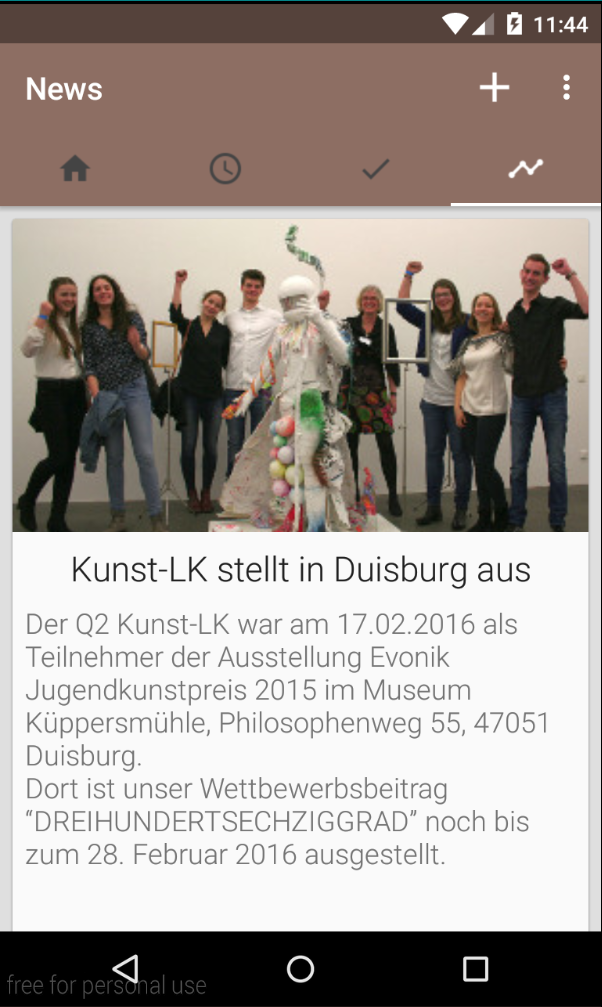 11:44
News
Kunst-LK stellt in Duisburg aus
Der Q2 Kunst-LK war am 17.02.2016 als
Teilnehmer der Ausstellung Evonik
Jugendkunstpreis 2015 im Museum
Küppersmühle, Philosophenweg 55, 47051
Duisburg.
Dort ist unser Wettbewerbsbeitrag
“DREIHUNDERTSECHZIGGRAD” noch bis
zum 28. Februar 2016 ausgestellt.
free for personal use